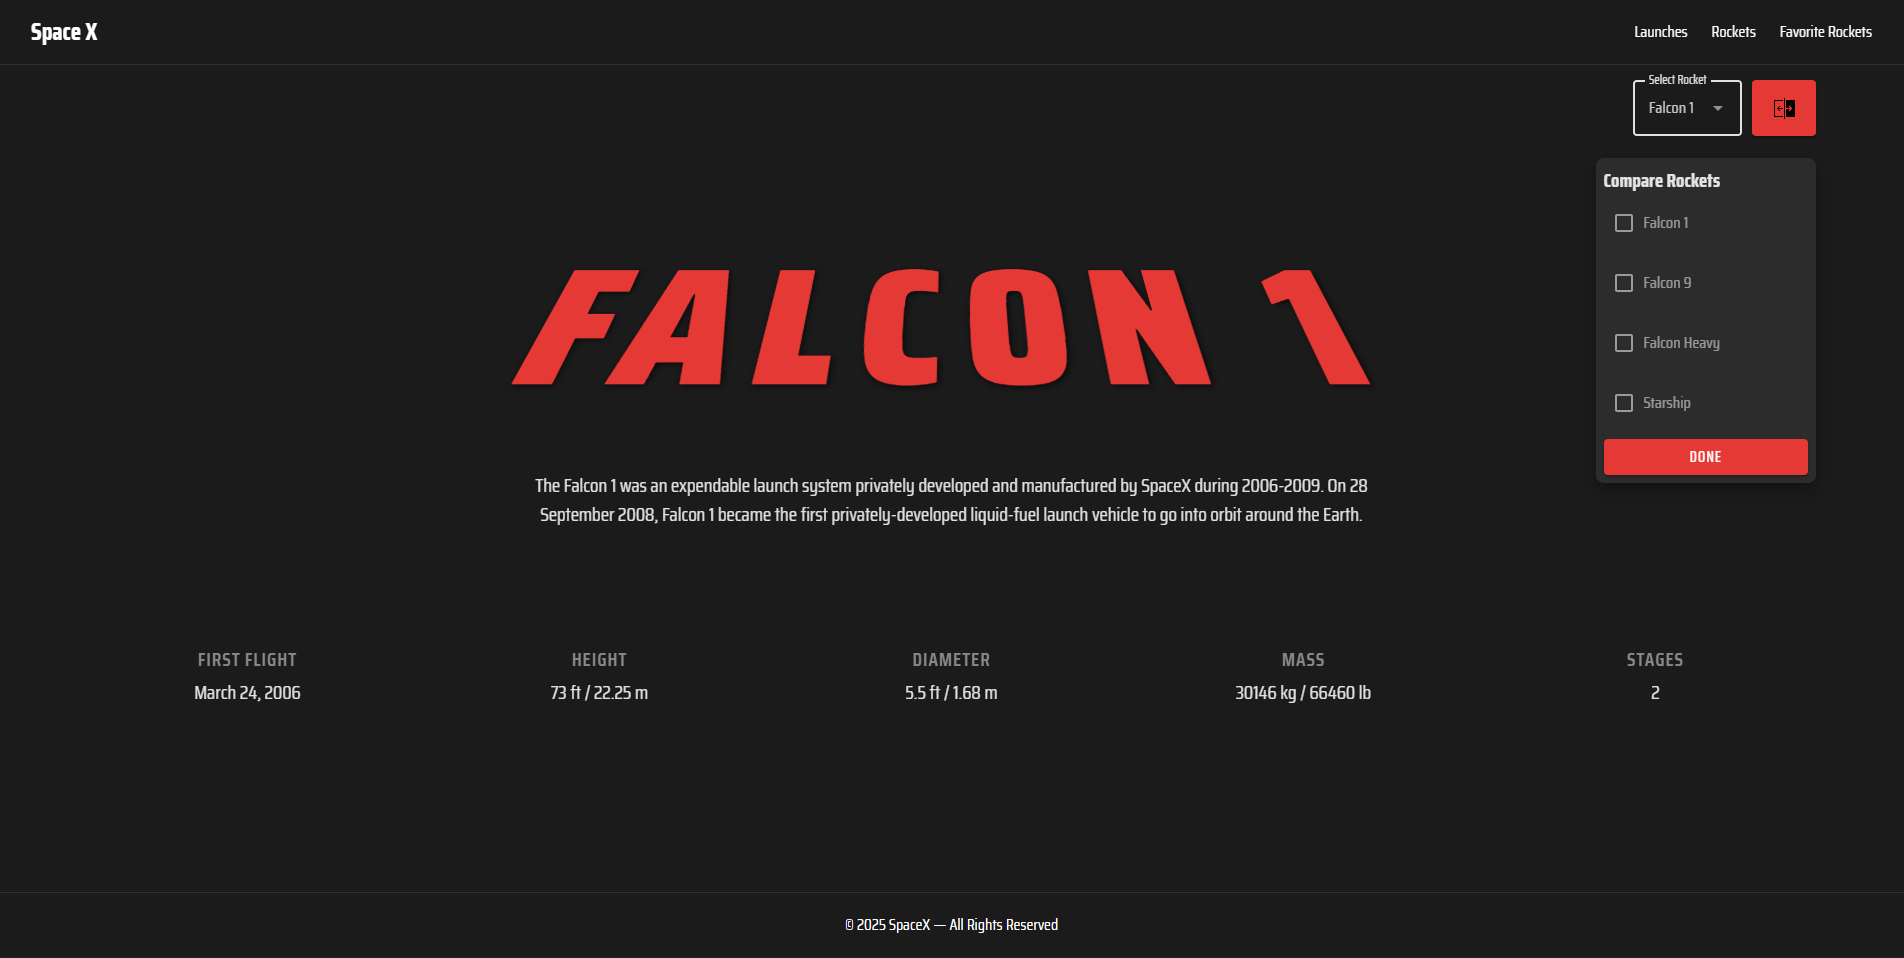 Space X
Launches
Rockets
Favorite Rockets
Select Rocket
Falcon 1
Compare Rockets
Falcon 1
Falcon 9
Falcon Heavy
Starship
DONE
FALCON 1
The Falcon 1 was an expendable launch system privately developed and manufactured by SpaceX during 2006-2009. On 28
September 2008, Falcon 1 became the first privately-developed liquid-fuel launch vehicle to go into orbit around the Earth.
FIRST FLIGHT
March 24, 2006
HEIGHT
73 ft / 22.25 m
DIAMETER
5.5 ft / 1.68 m
MASS
30146 kg / 66460 lb
STAGES
2
© 2025 SpaceX — All Rights Reserved